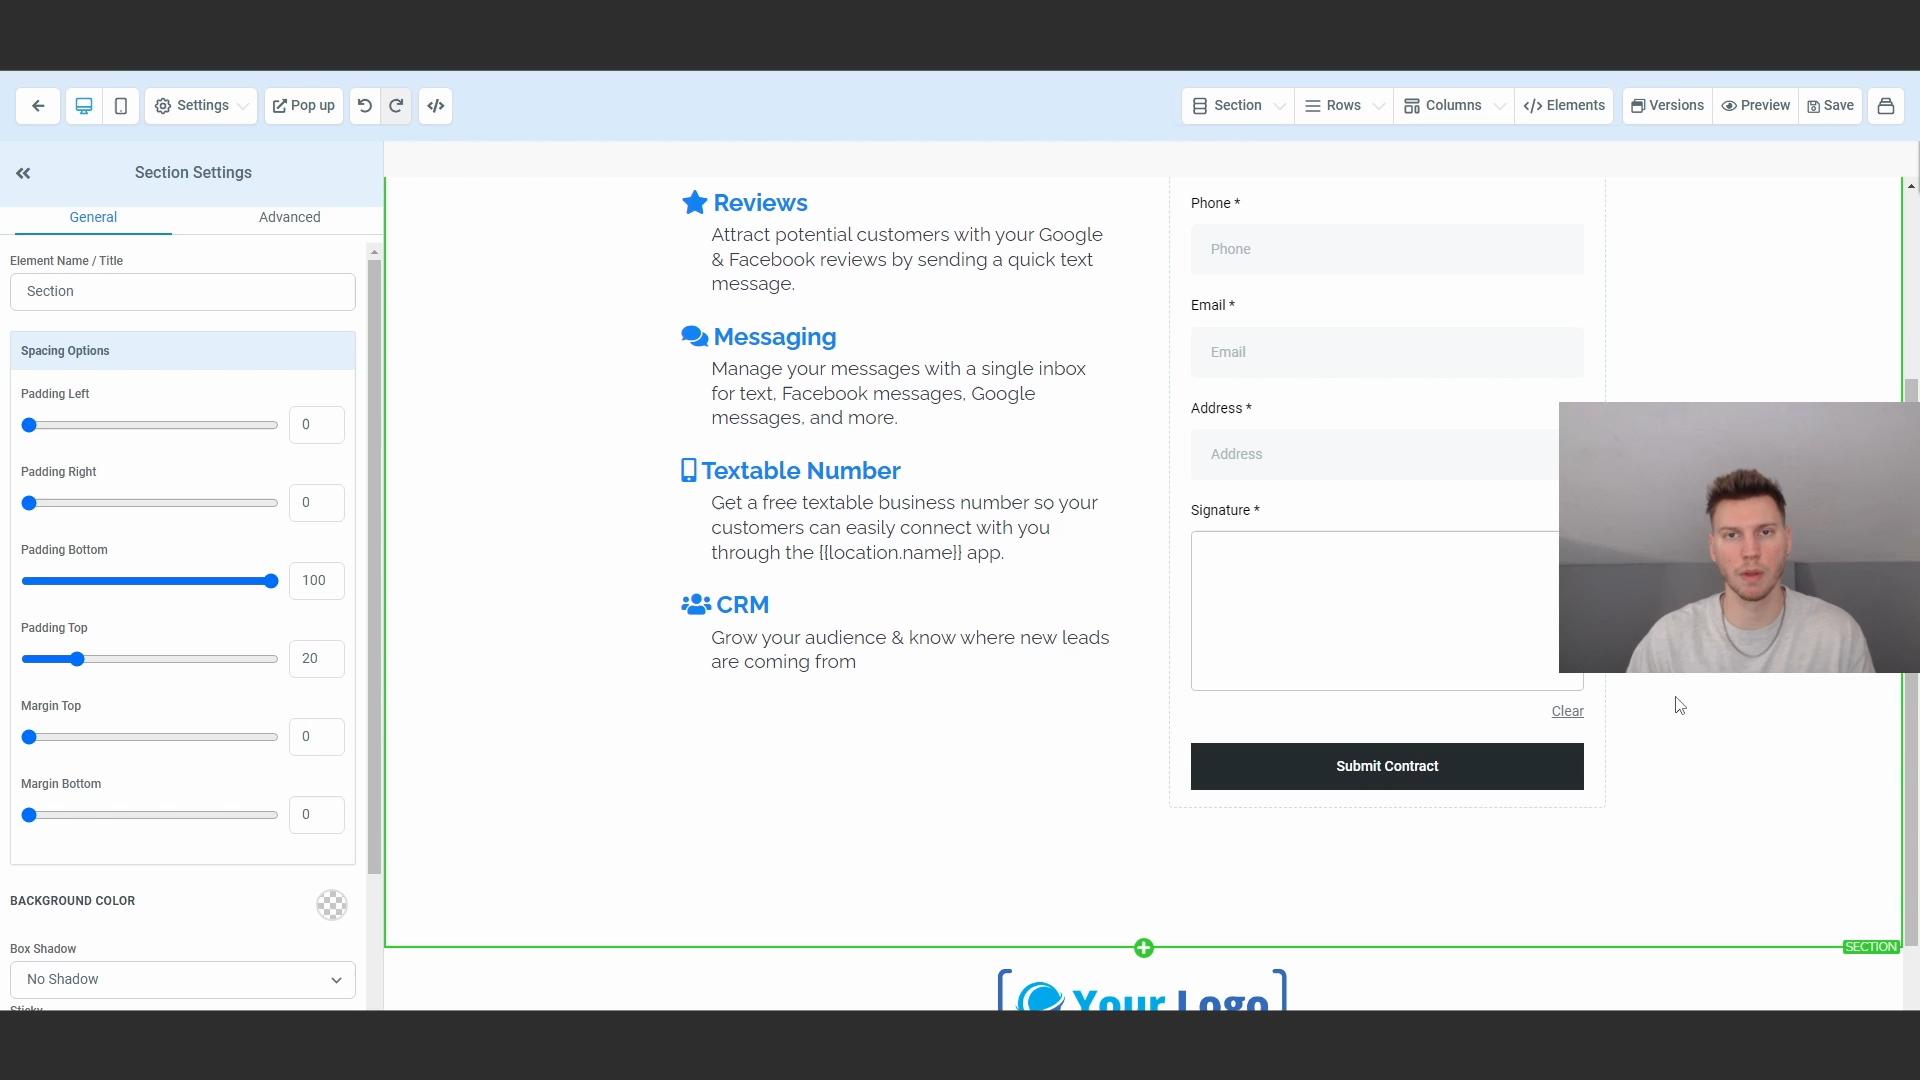 Settings
Pop up
Section
Rows
Columns
Elements
Versions
Preview
Save
Section Settings
General
Advanced
Element Name / Title
Section
Spacing Options
Padding Left
0
Padding Right
0
Padding Bottom
100
Padding Top
20
Margin Top
0
Margin Bottom
0
BACKGROUND COLOR
Box Shadow
No Shadow
Sticky
Reviews
Attract potential customers with your Google
& Facebook reviews by sending a quick text
message.
Messaging
Manage your messages with a single inbox
for text, Facebook messages, Google
messages, and more.
Textable Number
Get a free textable business number so your
customers can easily connect with you
through the {{location.name}} app.
CRM
Grow your audience & know where new leads
are coming from
Phone *
Phone
Email *
Email
Address *
Address
Signature *
Clear
Submit Contract
SECTION
Your Logo